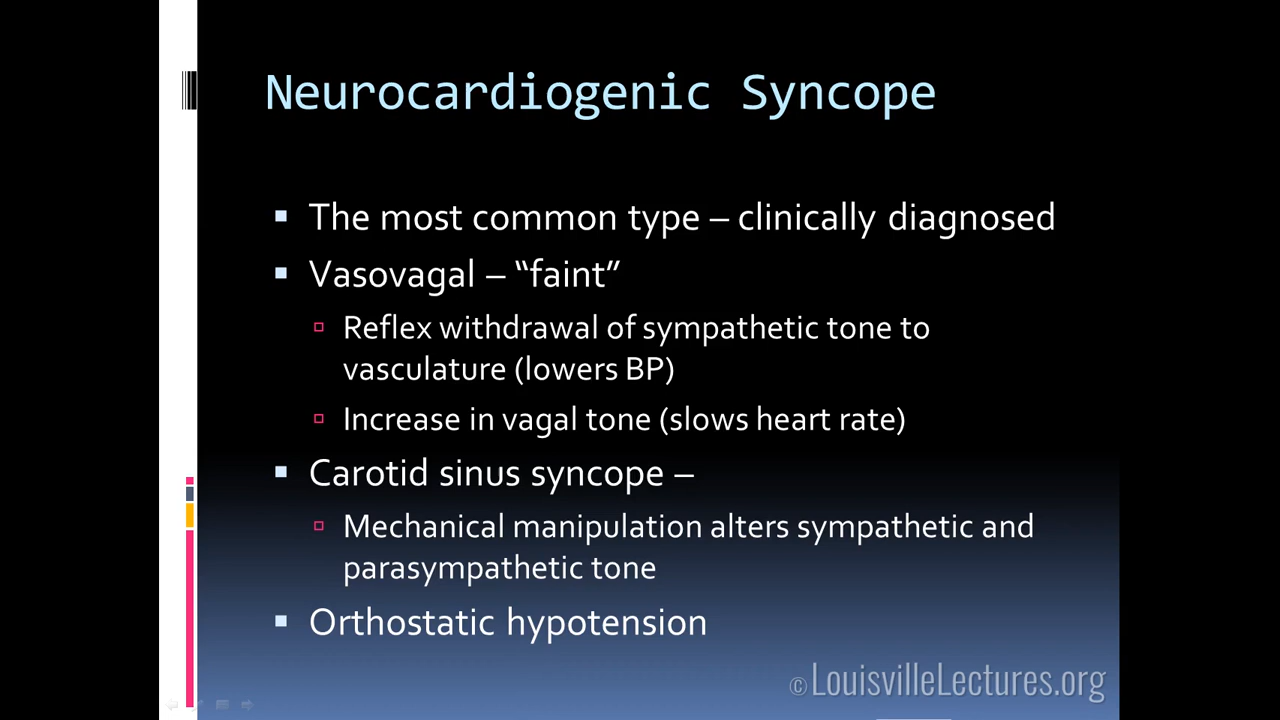 Neurocardiogenic Syncope
The most common type – clinically diagnosed
Vasovagal – “faint”
Reflex withdrawal of sympathetic tone to
vasculature (lowers BP)
Increase in vagal tone (slows heart rate)
Carotid sinus syncope –
Mechanical manipulation alters sympathetic and
parasympathetic tone
Orthostatic hypotension
© LouisvilleLectures.org